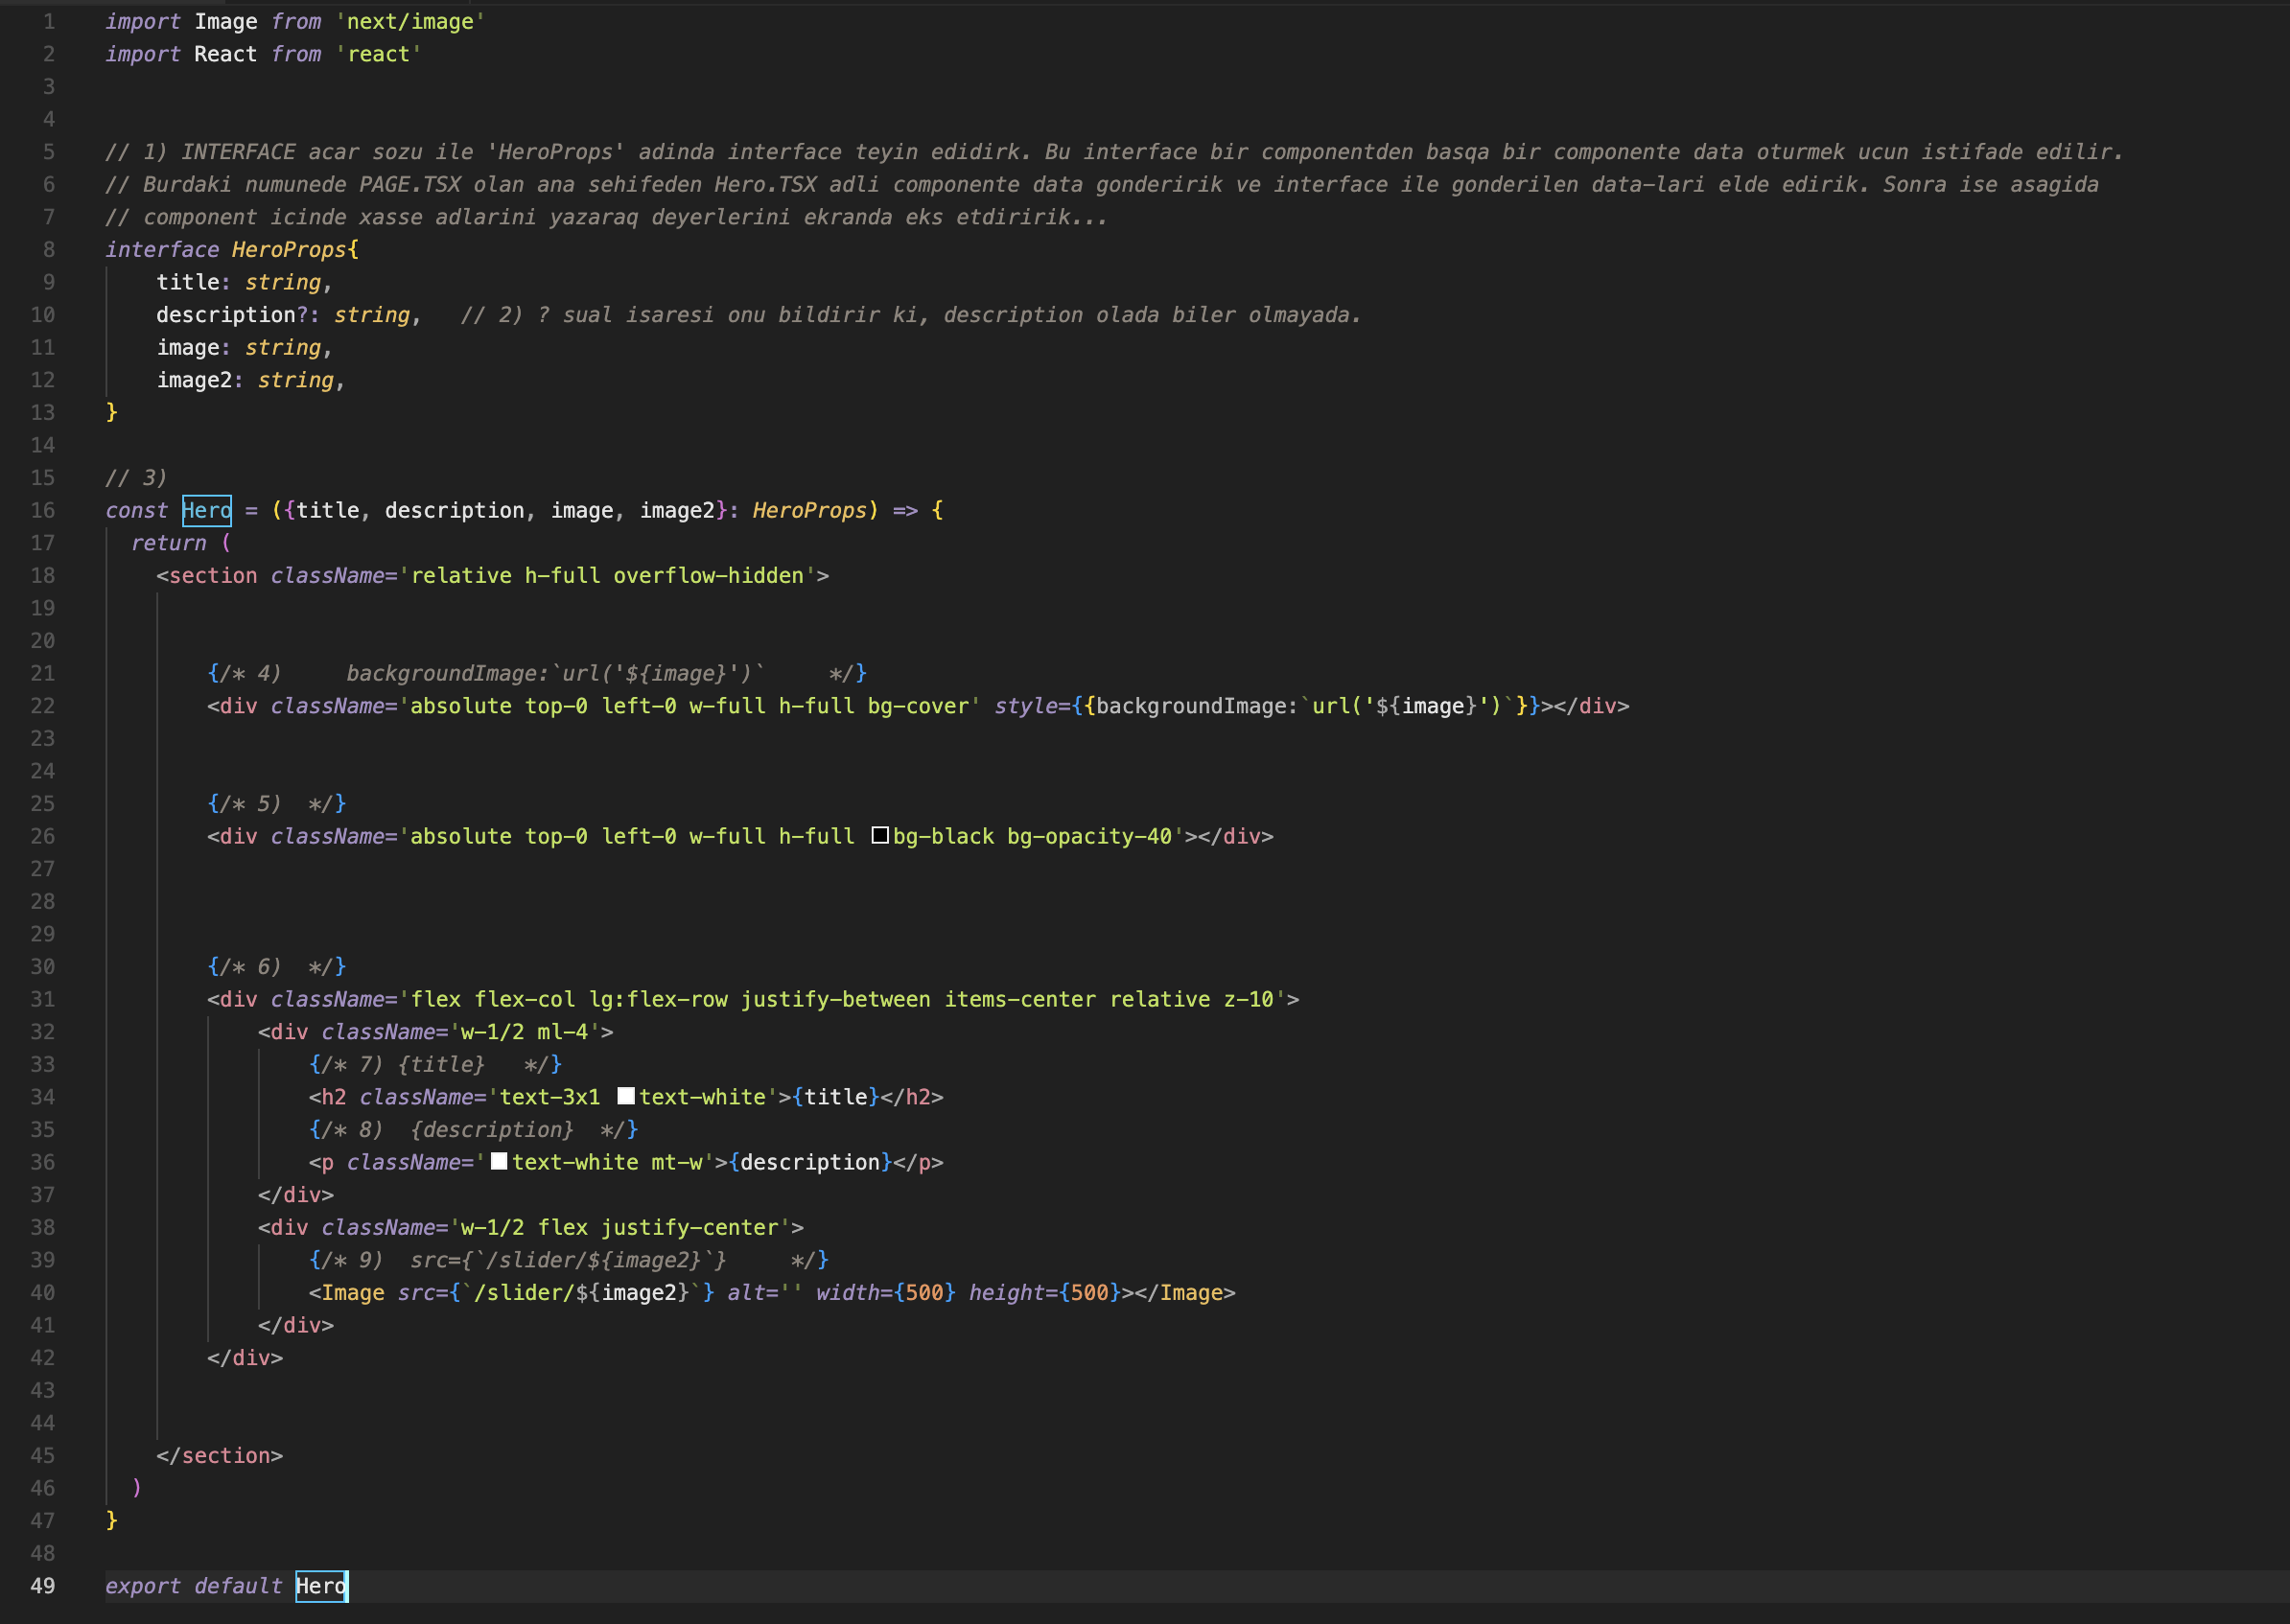 1 import Image from 'next/image'
2 import React from 'react'
3
4
5 // 1) INTERFACE acar sozu ile 'HeroProps' adinda interface teyin edidirk. Bu interface bir componentden basqa bir componente data oturmek ucun istifade edilir.
6 // Burdaki numunede PAGE.TSX olan ana sehifeden Hero.TSX adli componente data gonderirik ve interface ile gonderilen data-lari elde edirik. Sonra ise asagida
7 // component icinde xasse adlarini yazaraq deyerlerini ekranda eks etdiririk...
8 interface HeroProps{
9 title: string,
10 description?: string, // 2) ? sual isaresi onu bildirir ki, description olada biler olmayada.
11 image: string,
12 image2: string,
13 }
14
15 // 3)
16 const Hero = ({title, description, image, image2}: HeroProps) => {
17 return (
18 <section className='relative h-full overflow-hidden'>
19
20
21 {/* 4) backgroundImage:`url('${image}')` */}
22 <div className='absolute top-0 left-0 w-full h-full bg-cover' style={{backgroundImage:`url('${image}')`}}></div>
23
24
25 {/* 5) */}
26 <div className='absolute top-0 left-0 w-full h-full bg-black bg-opacity-40'></div>
27
28
29
30 {/* 6) */}
31 <div className='flex flex-col lg:flex-row justify-between items-center relative z-10'>
32 <div className='w-1/2 ml-4'>
33 {/* 7) {title} */}
34 <h2 className='text-3x1 text-white'>{title}</h2>
35 {/* 8) {description} */}
36 <p className='text-white mt-w'>{description}</p>
37 </div>
38 <div className='w-1/2 flex justify-center'>
39 {/* 9) src={`/slider/${image2}`} */}
40 <Image src={`/slider/${image2}`} alt='' width={500} height={500}></Image>
41 </div>
42 </div>
43
44
45 </section>
46 )
47 }
48
49 export default Hero